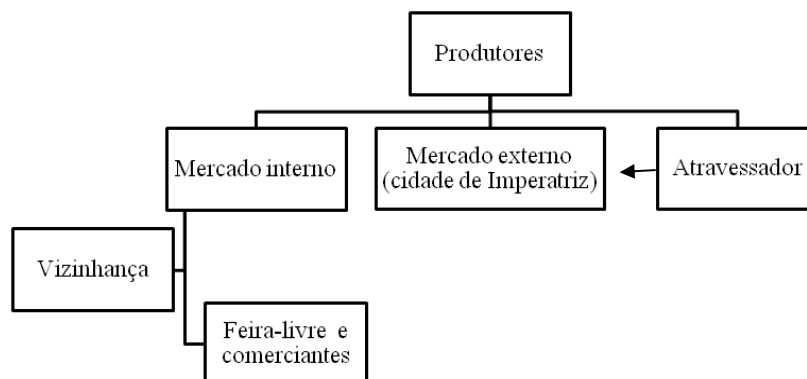 Produtores
Mercado interno
Mercado externo
(cidade de Imperatriz)
Atravessador
Vizinhança
Feira-livre e
comerciantes